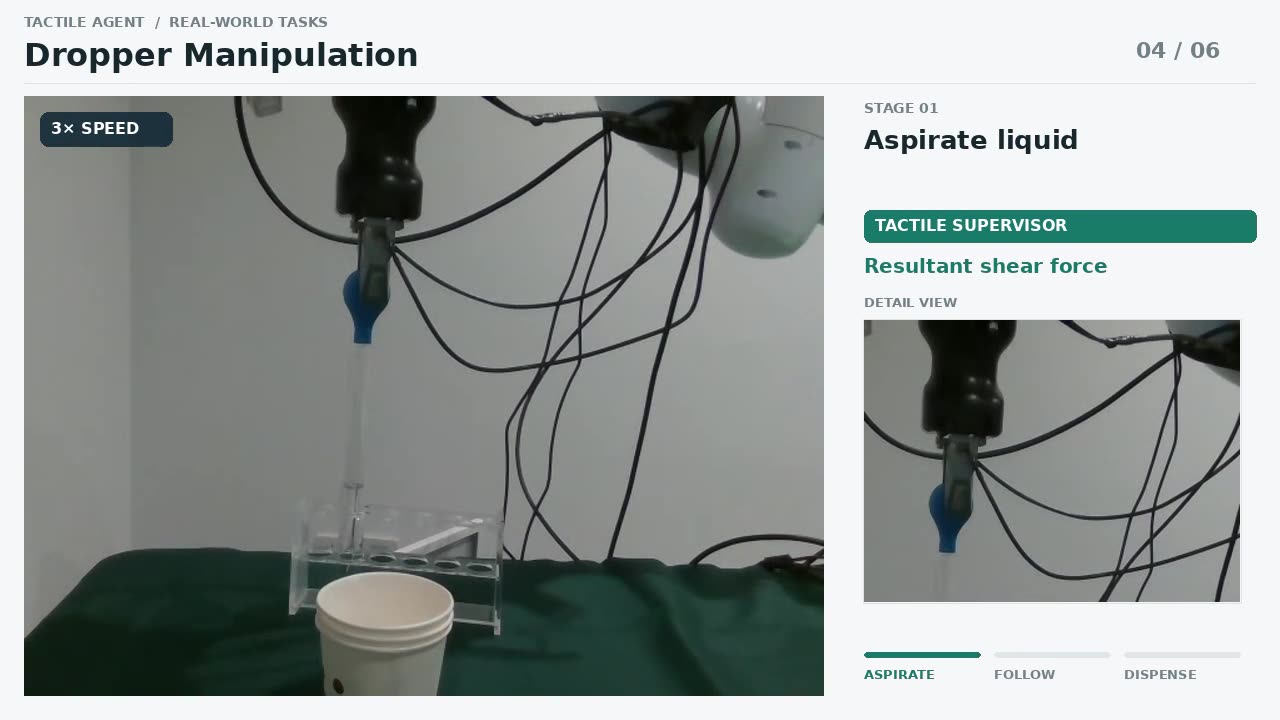 TACTILE AGENT / REAL-WORLD TASKS
Dropper Manipulation
04 / 06
3× SPEED
STAGE 01
Aspirate liquid
TACTILE SUPERVISOR
Resultant shear force
DETAIL VIEW
ASPIRATE
FOLLOW
DISPENSE